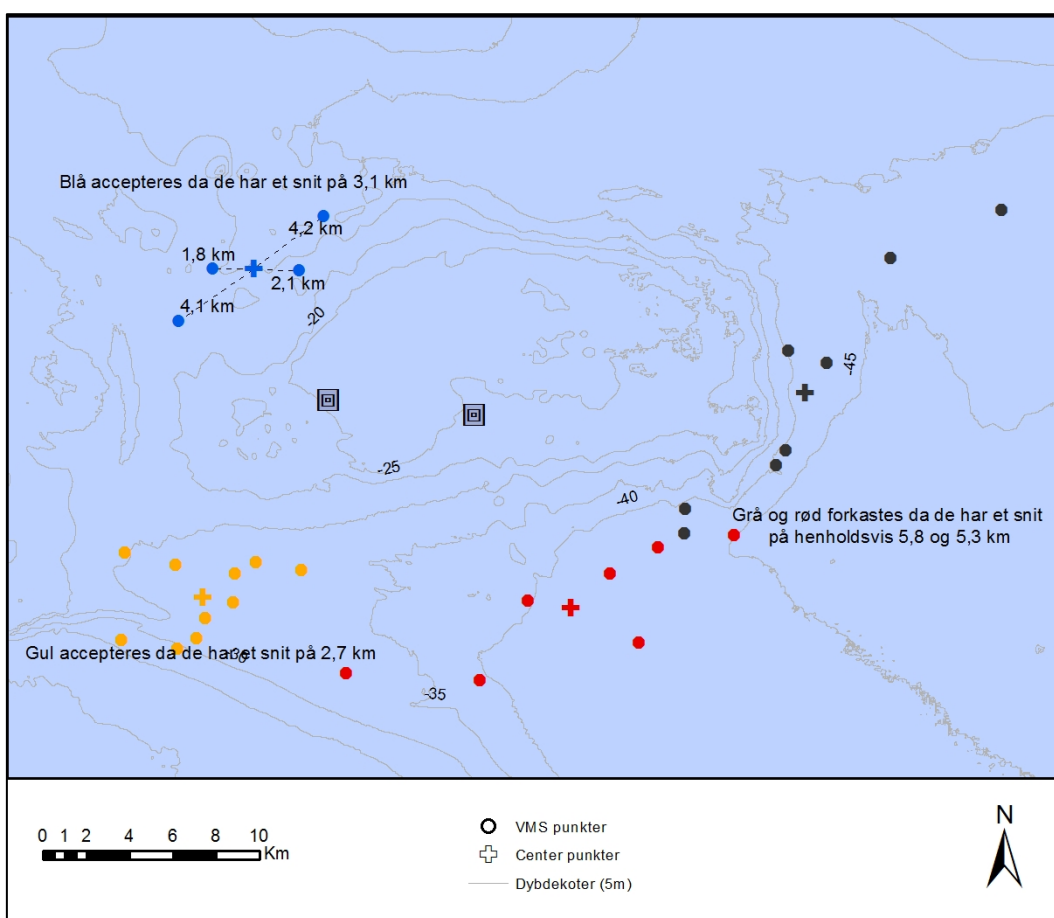 Blå accepteres da de har et snit på 3,1 km
4,2 km
1,8 km
2,1 km
4,1 km
-20
-45
-25
-40
Grå og rød forkastes da de har et snit
på henholdsvis 5,8 og 5,3 km
Gul accepteres da de har et snit på 2,7 km
-30
-35
0 1 2 4 6 8 10
Km
VMS punkter
Center punkter
Dybdekoter (5m)
N